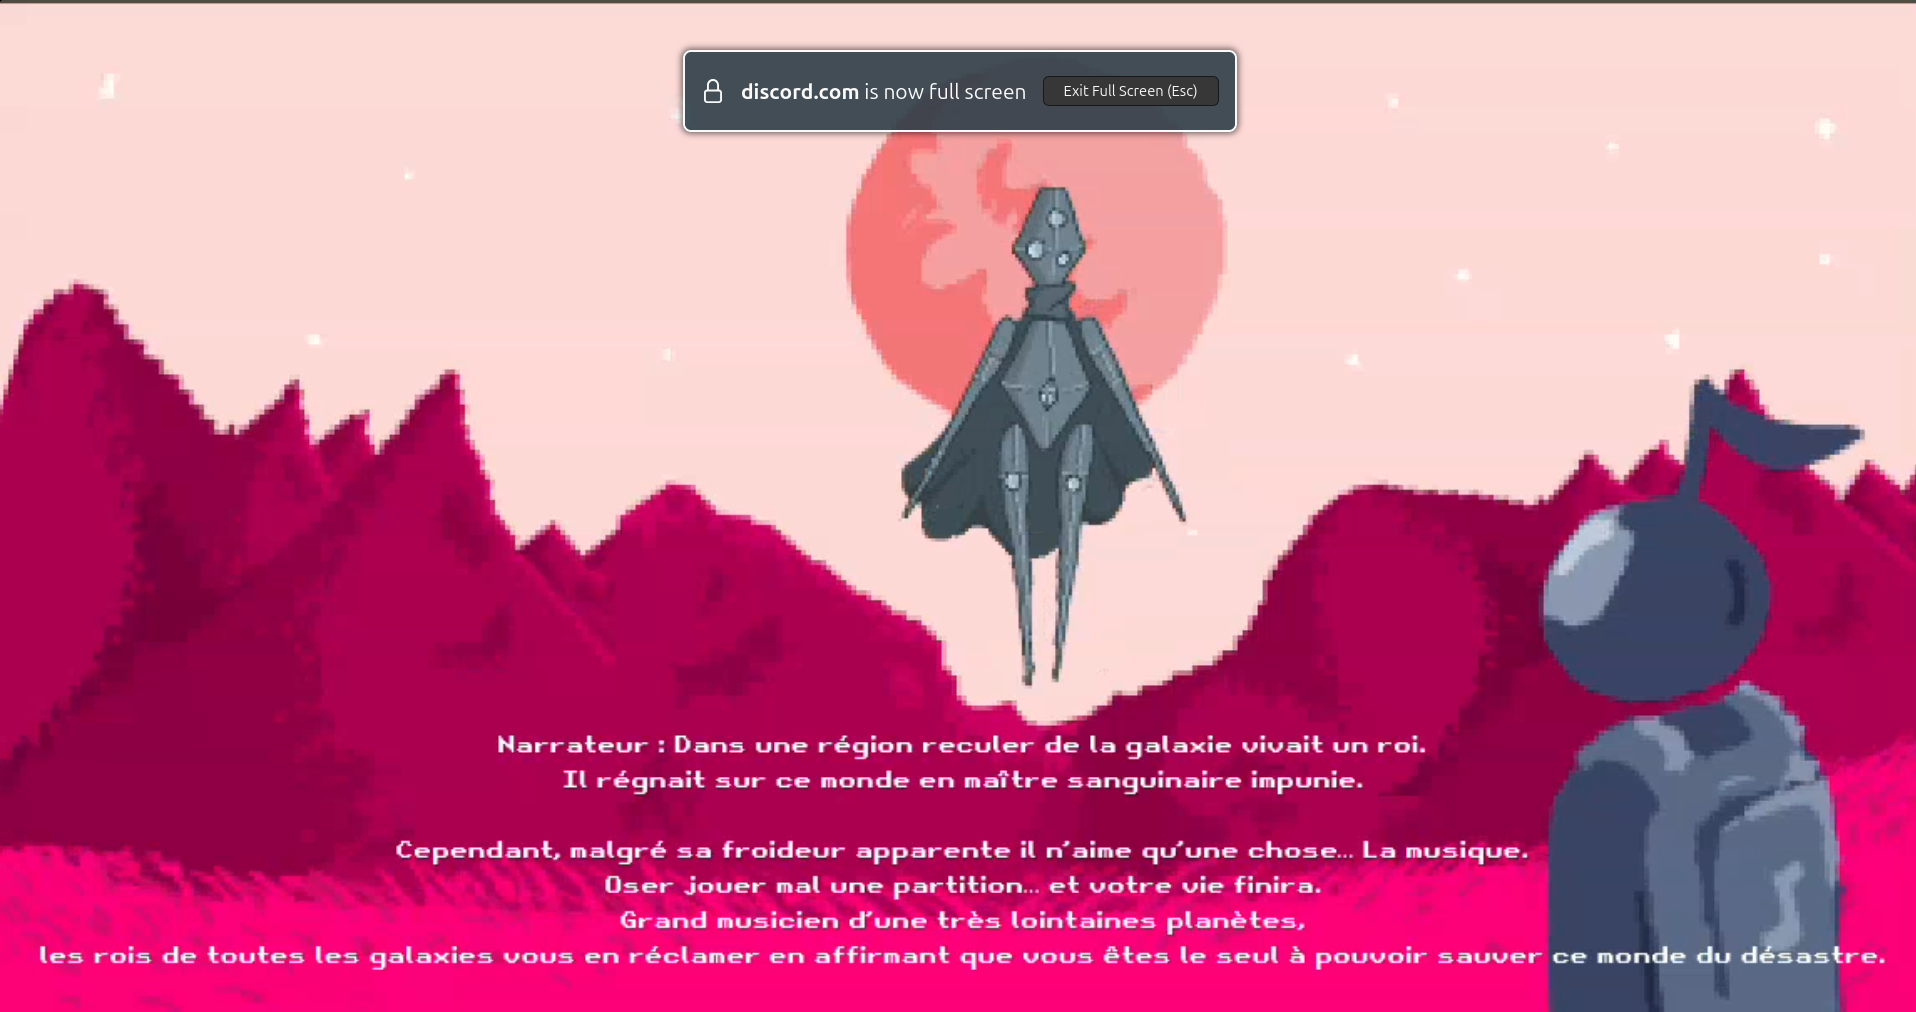 discord.com is now full screen Exit Full Screen (Esc)
Narrateur : Dans une région reculer de la galaxie vivait un roi.
Il régnait sur ce monde en maître sanguinaire impunie.
Cependant, malgré sa froideur apparente il n'aime qu'une chose... La musique.
Oser jouer mal une partition... et votre vie finira.
Grand musicien d'une très lointaines planètes,
les rois de toutes les galaxies vous en réclamer en affirmant que vous êtes le seul à pouvoir sauver ce monde du désastre.